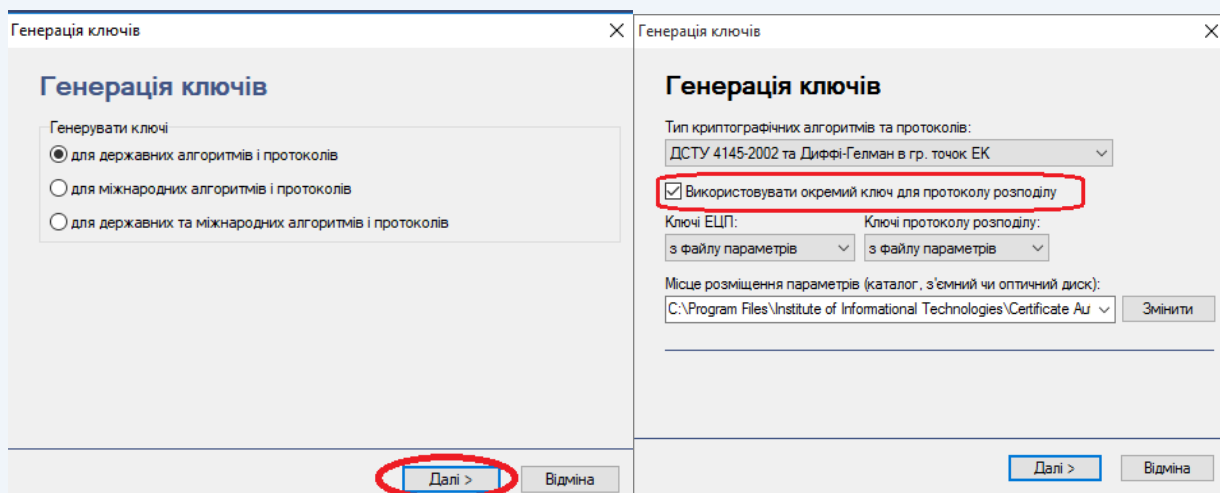 Генерація ключів
Генерація ключів
Генерувати ключі
для державних алгоритмів і протоколів
для міжнародних алгоритмів і протоколів
для державних та міжнародних алгоритмів і протоколів
Далі >
Відміна
Генерація ключів
Генерація ключів
Тип криптографічних алгоритмів та протоколів:
ДСТУ 4145-2002 та Диффі-Гелман в гр. точок ЕК
Використовувати окремий ключ для протоколу розподілу
Ключі ЕЦП:
Ключі протоколу розподілу:
з файлу параметрів
з файлу параметрів
Місце розміщення параметрів (каталог, з'ємний чи оптичний диск):
C:\Program Files\Institute of Informational Technologies\Certificate Aut
Змінити
Далі >
Відміна